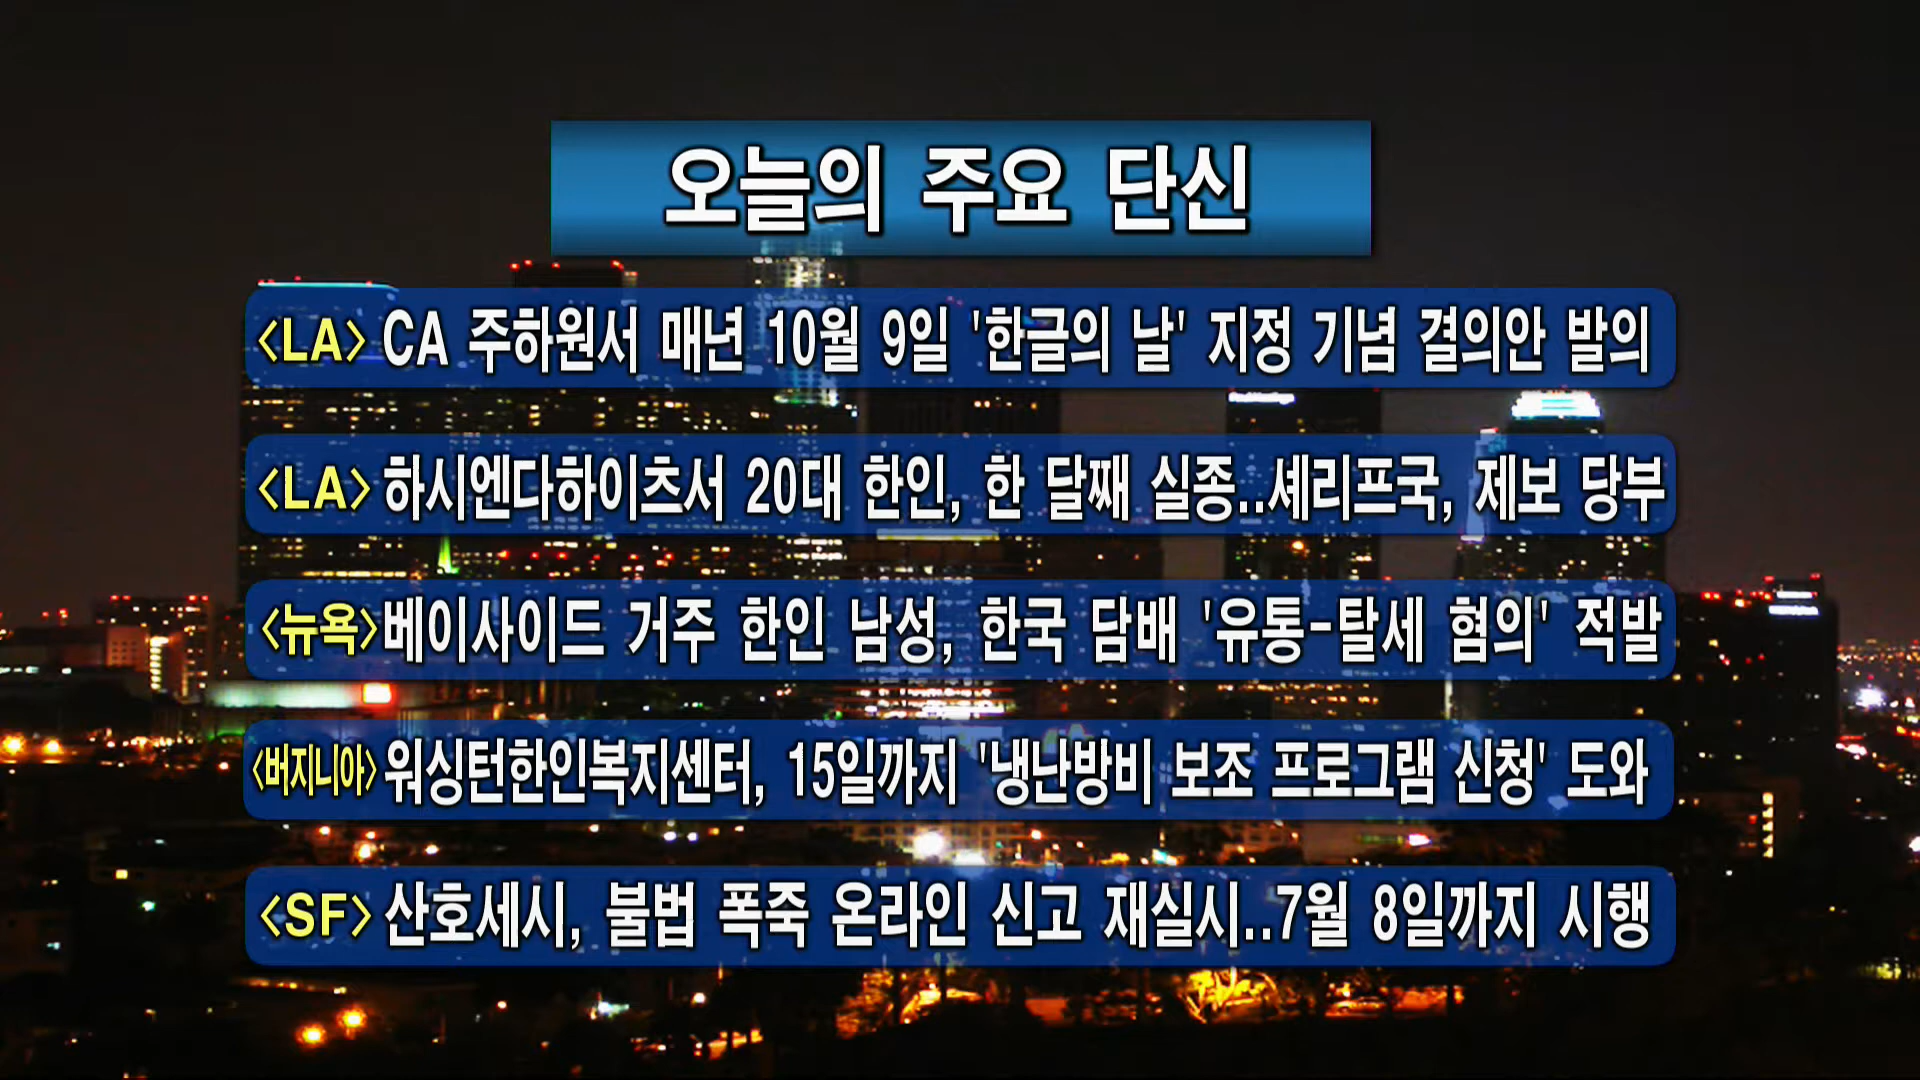 오늘의 주요 단신
<LA> CA 주하원서 매년 10월 9일 '한글의 날' 지정 기념 결의안 발의
<LA> 하시엔다하이츠서 20대 한인, 한 달째 실종..셰리프국, 제보 당부
<뉴욕> 베이사이드 거주 한인 남성, 한국 담배 '유통-탈세 혐의' 적발
<버지니아> 워싱턴한인복지센터, 15일까지 '냉난방비 보조 프로그램 신청' 도와
<SF> 산호세시, 불법 폭죽 온라인 신고 재실시..7월 8일까지 시행